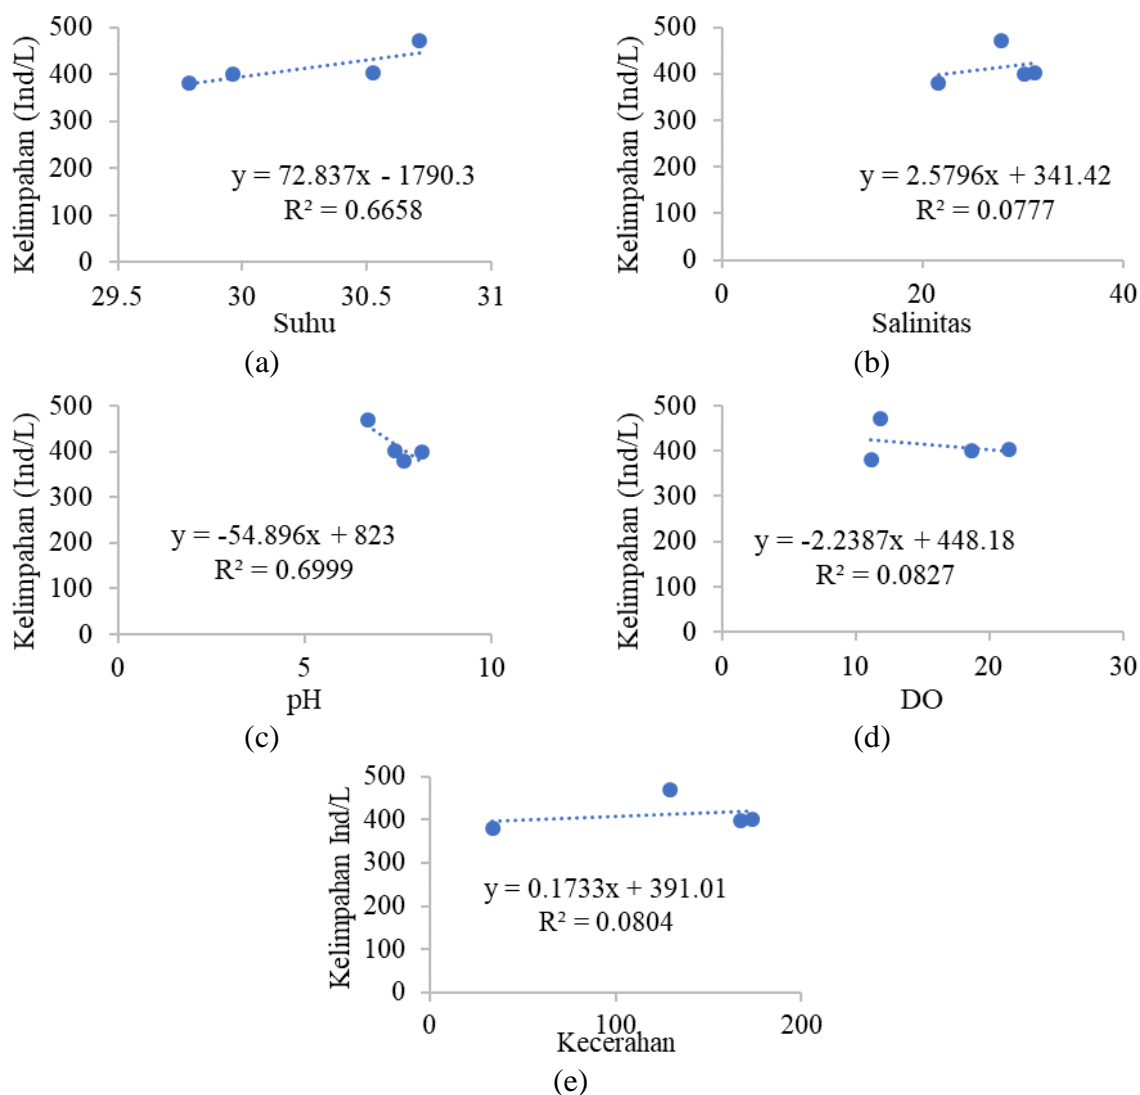 Kelimpahan (Ind/L)
500
400
300
200
100
0
29.5 30 30.5 31
Suhu
y = 72.837x - 1790.3
R² = 0.6658
(a)
Kelimpahan (Ind/L)
500
400
300
200
100
0
0 20 40
Salinitas
y = 2.5796x + 341.42
R² = 0.0777
(b)
Kelimpahan (Ind/L)
500
400
300
200
100
0
0 5 10
pH
y = -54.896x + 823
R² = 0.6999
(c)
Kelimpahan (Ind/L)
500
400
300
200
100
0
0 10 20 30
DO
y = -2.2387x + 448.18
R² = 0.0827
(d)
Kelimpahan Ind/L
500
400
300
200
100
0
0 100 200
Kecerahan
y = 0.1733x + 391.01
R² = 0.0804
(e)